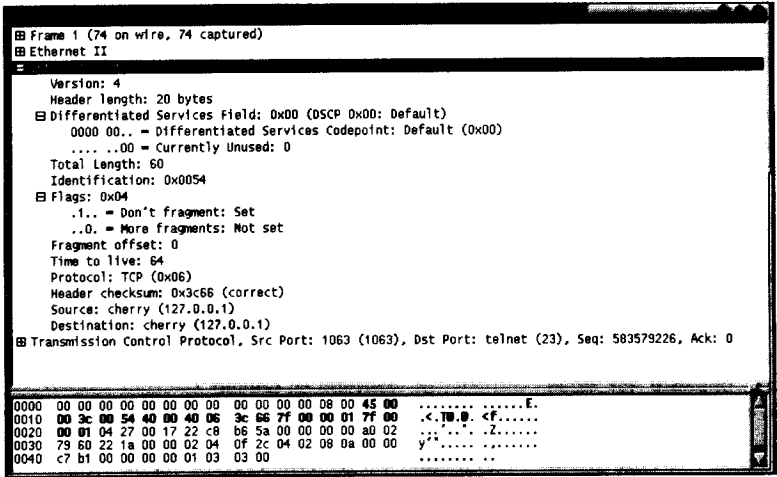 ⊞ Frame 1 (74 on wire, 74 captured)
⊞ Ethernet II
⊟
Version: 4
Header length: 20 bytes
⊟ Differentiated Services Field: 0x00 (DSCP 0x00: Default)
0000 00.. = Differentiated Services Codepoint: Default (0x00)
.... ..00 = Currently Unused: 0
Total Length: 60
Identification: 0x0054
⊟ Flags: 0x04
.1.. = Don't fragment: Set
..0. = More fragments: Not set
Fragment offset: 0
Time to live: 64
Protocol: TCP (0x06)
Header checksum: 0x3c66 (correct)
Source: cherry (127.0.0.1)
Destination: cherry (127.0.0.1)
⊞ Transmission Control Protocol, Src Port: 1063 (1063), Dst Port: telnet (23), Seq: 583579226, Ack: 0
0000 00 00 00 00 00 00 00 00 00 00 00 00 08 00 45 00 ........ ......E.
0010 00 3c 00 54 40 00 40 06 3c 66 7f 00 00 01 7f 00 .<.T@.@. <f......
0020 00 01 04 27 00 17 22 c8 b6 5a 00 00 00 00 a0 02 ...'..". .Z......
0030 79 60 22 1a 00 00 02 04 0f 2c 04 02 08 0a 00 00 y`"..... .,......
0040 c7 b1 00 00 00 00 01 03 03 00 ........ ..